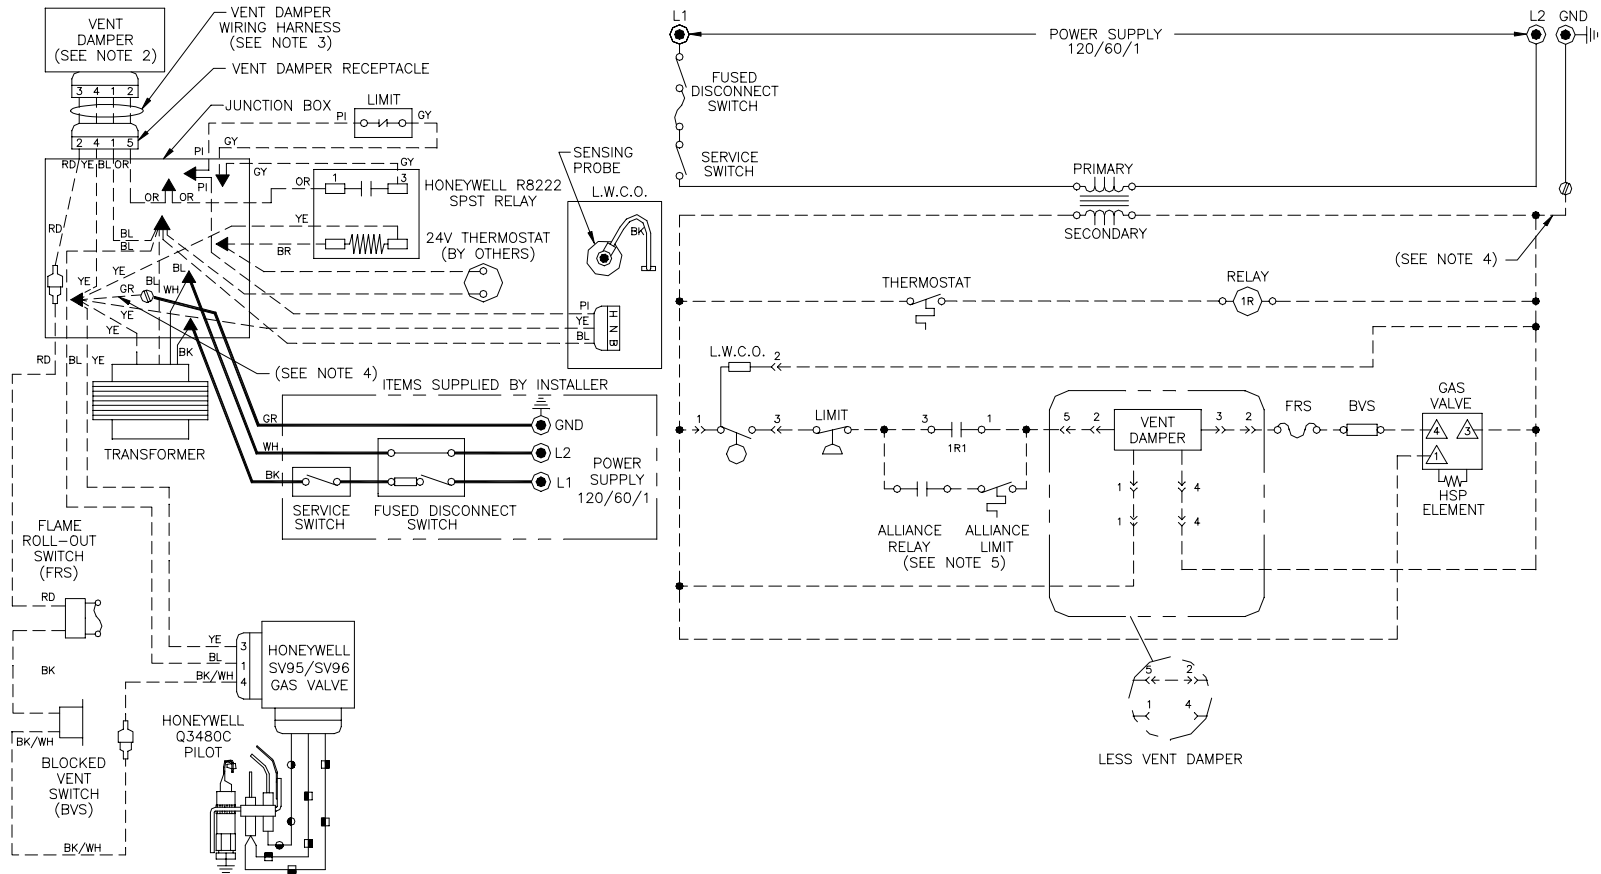 VENT
DAMPER
(SEE NOTE 2)
VENT DAMPER
WIRING HARNESS
(SEE NOTE 3)
VENT DAMPER RECEPTACLE
3 4 1 2
JUNCTION BOX
2 4 1 5
RD YE BL OR
LIMIT
PI
GY
PI
GY
GY
PI
OR
OR
OR
1
3
HONEYWELL R8222
SPST RELAY
YE
BR
24V THERMOSTAT
(BY OTHERS)
RD
BL
BL
YE
YE
BL
BL
GR
WH
YE
YE
BK
RD
BL
YE
(SEE NOTE 4)
SENSING
PROBE
L.W.C.O.
BK
PI
YE
BL
H
N
B
TRANSFORMER
ITEMS SUPPLIED BY INSTALLER
GR
GND
WH
L2
BK
L1
POWER
SUPPLY
120/60/1
SERVICE
SWITCH
FUSED DISCONNECT
SWITCH
FLAME
ROLL-OUT
SWITCH
(FRS)
RD
BK
BK/WH
BLOCKED
VENT
SWITCH
(BVS)
BK/WH
YE
BL
BK/WH
3
1
4
HONEYWELL
SV95/SV96
GAS VALVE
HONEYWELL
Q3480C
PILOT
L1
L2
GND
POWER SUPPLY
120/60/1
FUSED
DISCONNECT
SWITCH
SERVICE
SWITCH
PRIMARY
SECONDARY
(SEE NOTE 4)
THERMOSTAT
RELAY
1R
L.W.C.O.
2
1
3
LIMIT
3
1
1R1
ALLIANCE
RELAY
ALLIANCE
LIMIT
(SEE NOTE 5)
5
2
VENT
DAMPER
3
2
1
4
1
4
FRS
BVS
GAS
VALVE
4
3
1
HSP
ELEMENT
5
2
1
4
LESS VENT DAMPER